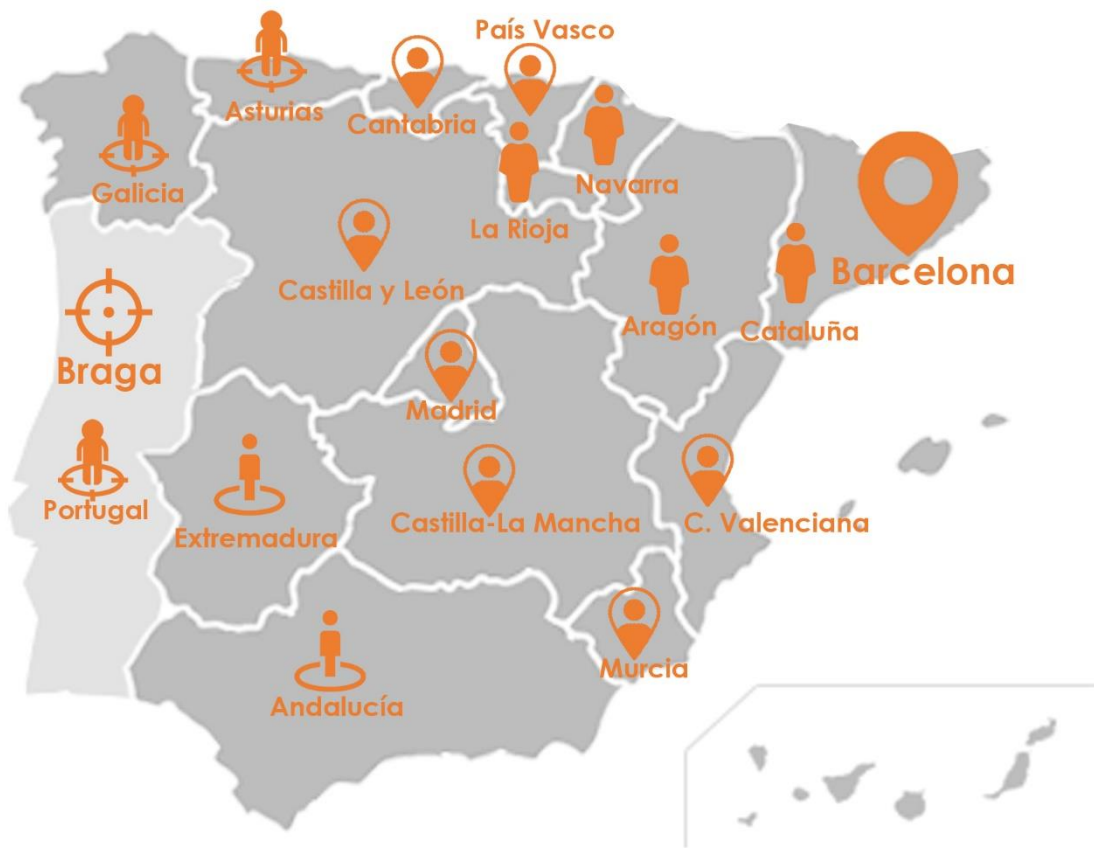 País Vasco
Asturias
Cantabria
Galicia
Navarra
La Rioja
Barcelona
Castilla y León
Aragón
Cataluña
Braga
Madrid
Portugal
Extremadura
Castilla-La Mancha
C. Valenciana
Murcia
Andalucía